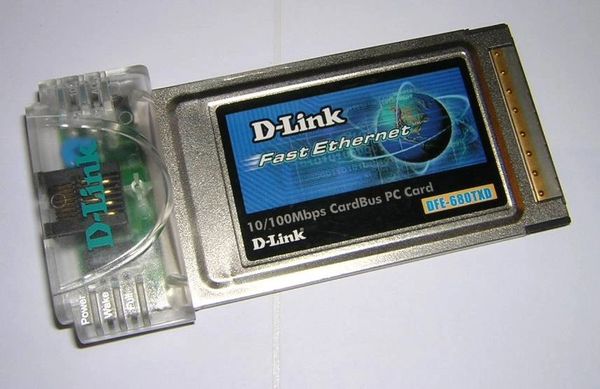 D-Link
Fast Ethernet
10/100Mbps CardBus PC Card
DFE-680TXD
D-Link
D-Link
Power
Wake